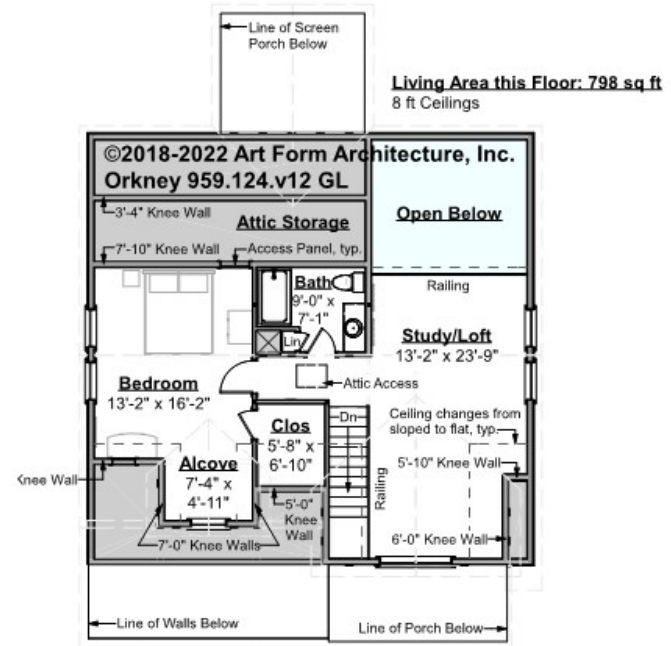 Line of Screen
Porch Below
Living Area this Floor: 798 sq ft
8 ft Ceilings
©2018-2022 Art Form Architecture, Inc.
Orkney 959.124.v12 GL
3'-4" Knee Wall
Attic Storage
Open Below
7'-10" Knee Wall
Access Panel, typ.
Railing
Bath
9'-0" x
7'-1"
Lin
Study/Loft
13'-2" x 23'-9"
Attic Access
Bedroom
13'-2" x 16'-2"
Clos
5'-8" x
6'-10"
Dn
Ceiling changes from
sloped to flat, typ.
5'-10" Knee Wall
Knee Wall
Alcove
7'-4" x
4'-11"
Railing
5'-0"
Knee
Wall
7'-0" Knee Walls
6'-0" Knee Wall
Line of Walls Below
Line of Porch Below